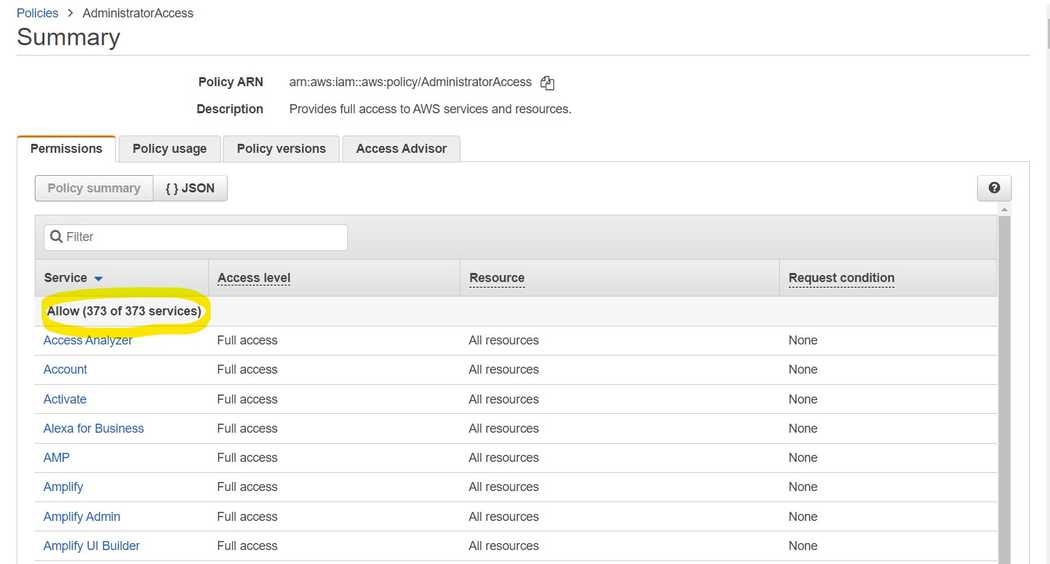 Policies > AdministratorAccess
Summary
Policy ARN arn:aws:iam::aws:policy/AdministratorAccess
Description Provides full access to AWS services and resources.
Permissions Policy usage Policy versions Access Advisor
Policy summary { } JSON ?
Filter
Service Access level Resource Request condition
Allow (373 of 373 services)
Access Analyzer Full access All resources None
Account Full access All resources None
Activate Full access All resources None
Alexa for Business Full access All resources None
AMP Full access All resources None
Amplify Full access All resources None
Amplify Admin Full access All resources None
Amplify UI Builder Full access All resources None